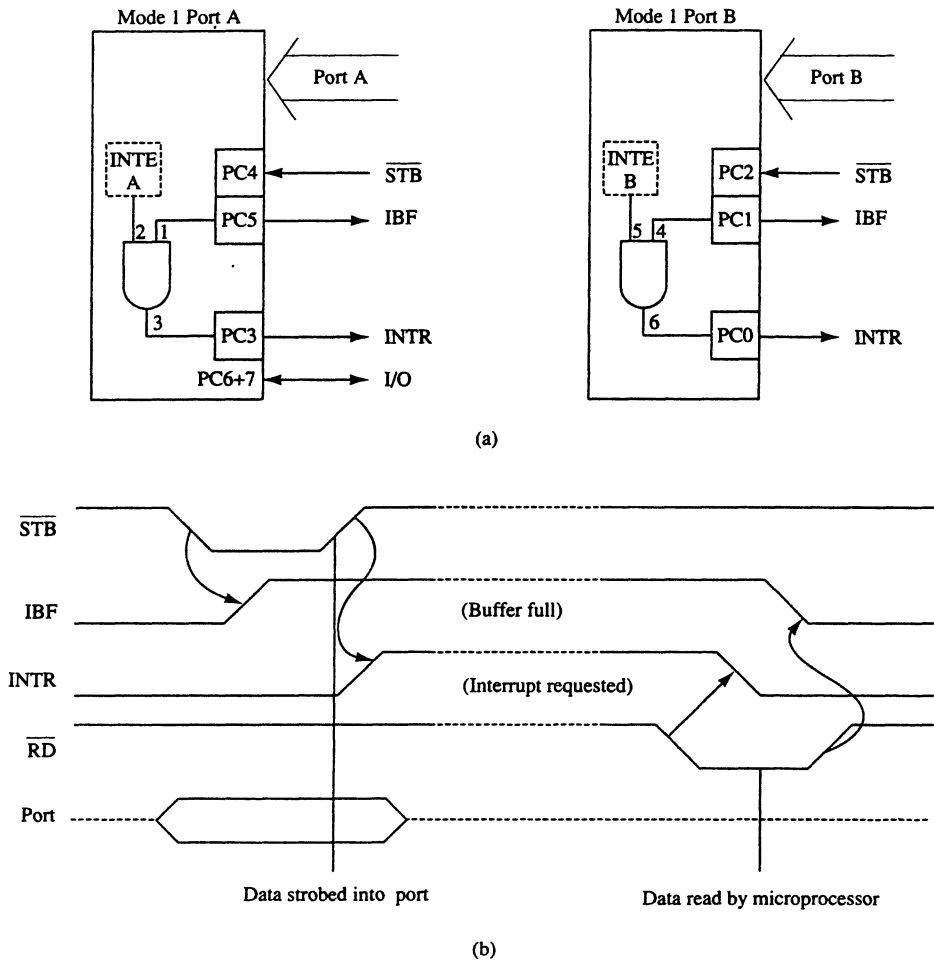 Mode 1 Port A
Mode 1 Port B
Port A
Port B
INTE
A
PC4
STB
PC5
IBF
2 1
3
PC3
INTR
PC6+7
I/O
INTE
B
PC2
STB
PC1
IBF
5 4
6
PC0
INTR
(a)
STB
IBF
(Buffer full)
INTR
(Interrupt requested)
RD
Port
Data strobed into port
Data read by microprocessor
(b)